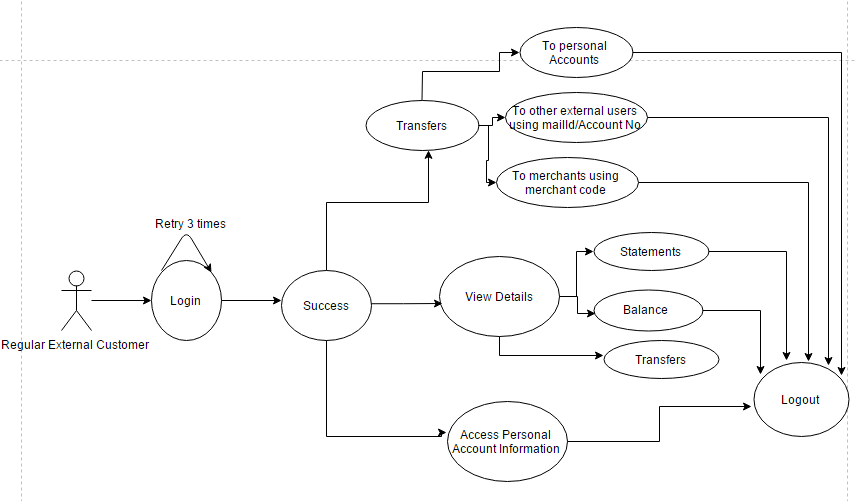 To personal
Accounts
Transfers
To other external users
using mailId/Account No
To merchants using
merchant code
Retry 3 times
Login
Regular External Customer
Success
View Details
Statements
Balance
Transfers
Access Personal
Account Information
Logout